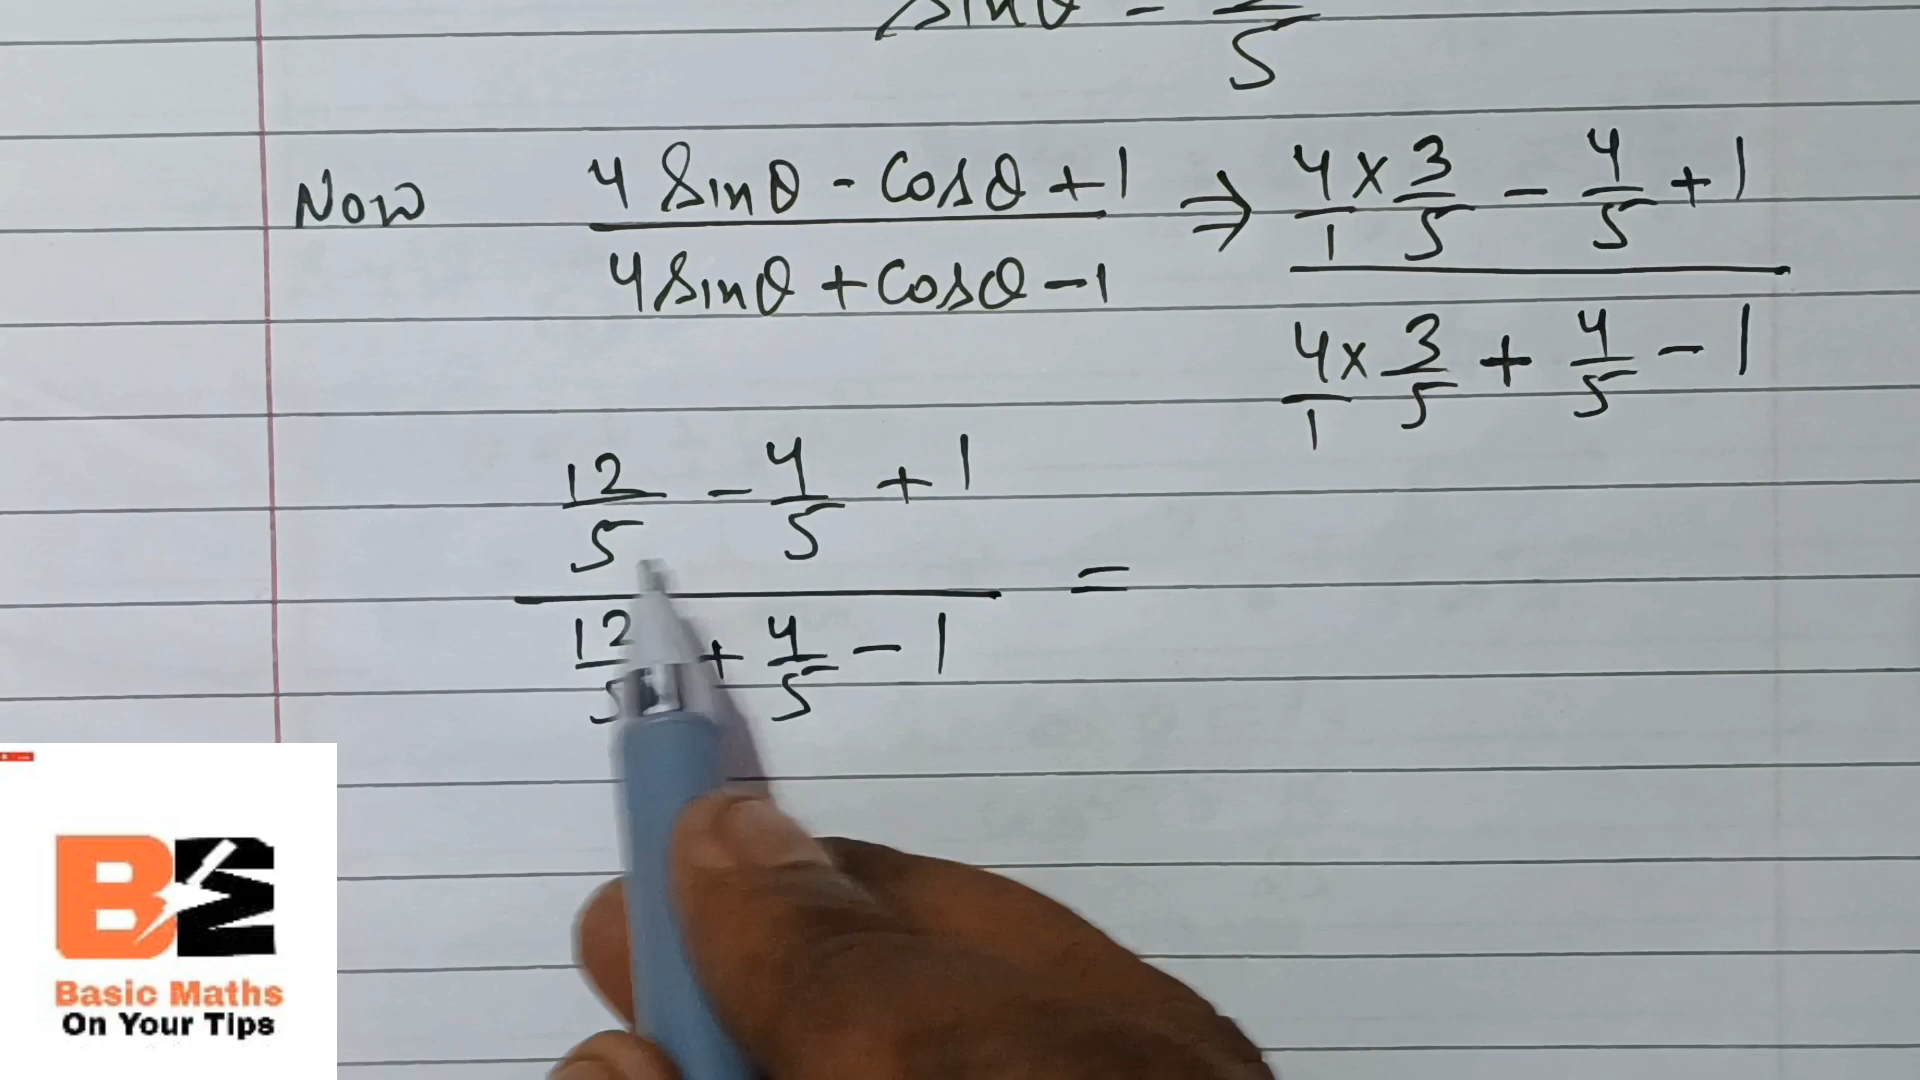 sinθ - /5
Now (4 sinθ - cosθ + 1)/(4 sinθ + cosθ - 1) ⇒ (4/1 × 3/5 - 4/5 + 1)/(4/1 × 3/5 + 4/5 - 1)
(12/5 - 4/5 + 1)/(12/5 + 4/5 - 1) =
BM
Basic Maths
On Your Tips